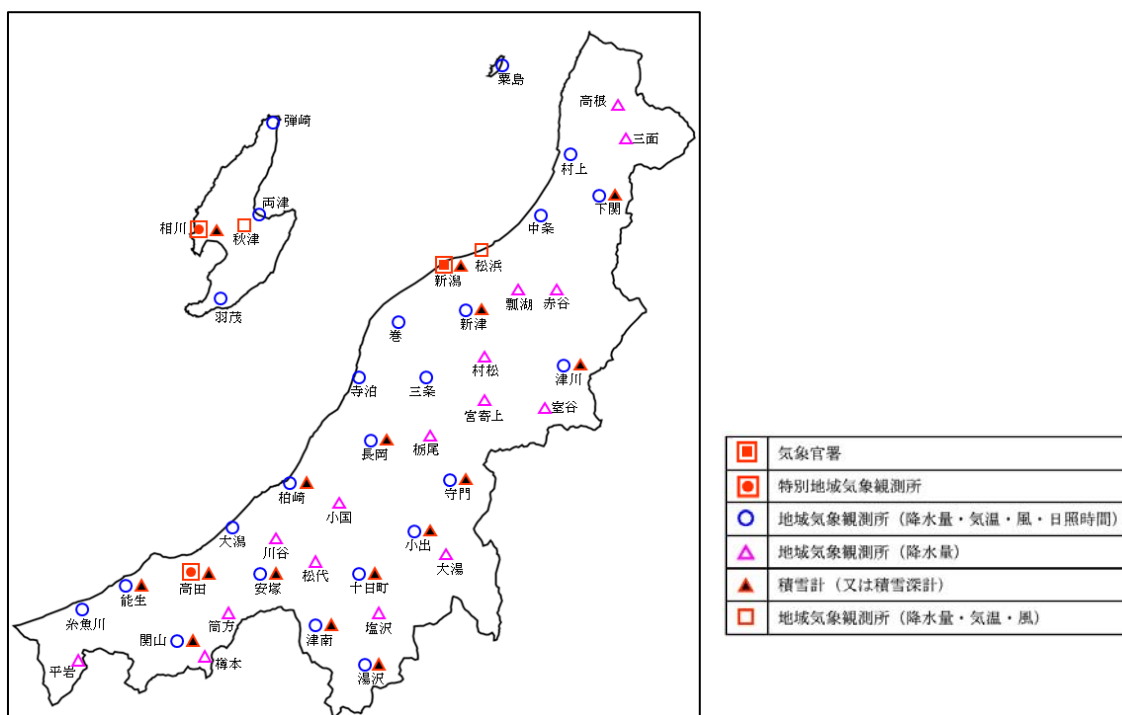 粟島
高根
弾崎
三面
村上
両津
下関
相川
秋津
中条
松浜
新潟
瓢湖
赤谷
羽茂
新津
巻
村松
津川
寺泊
三条
宮寄上
室谷
長岡
栃尾
柏崎
守門
小国
大潟
川谷
小出
松代
大湯
高田
安塚
十日町
能生
糸魚川
筒方
塩沢
関山
津南
平岩
樽本
湯沢
気象官署
特別地域気象観測所
地域気象観測所（降水量・気温・風・日照時間）
地域気象観測所（降水量）
積雪計（又は積雪深計）
地域気象観測所（降水量・気温・風）